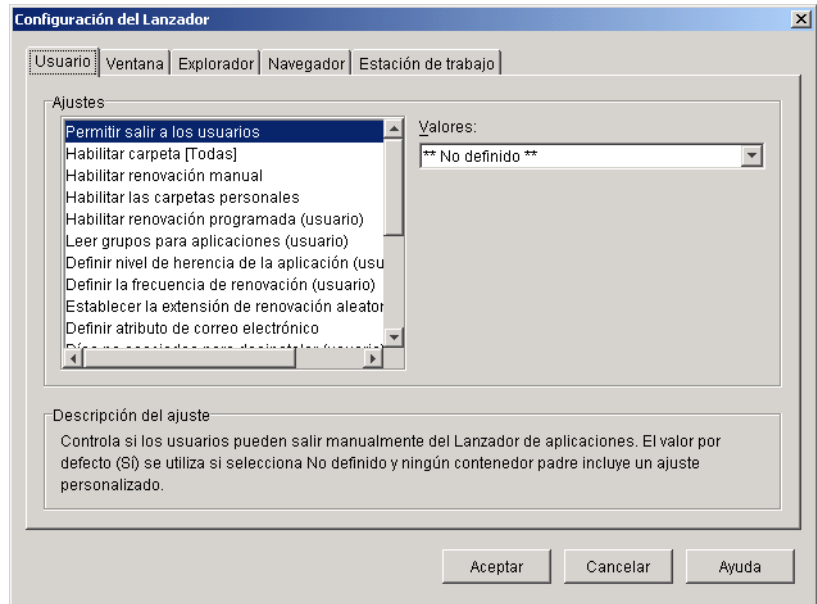 Configuración del Lanzador
Usuario Ventana Explorador Navegador Estación de trabajo
Ajustes
Permitir salir a los usuarios
Habilitar carpeta [Todas]
Habilitar renovación manual
Habilitar las carpetas personales
Habilitar renovación programada (usuario)
Leer grupos para aplicaciones (usuario)
Definir nivel de herencia de la aplicación (usu
Definir la frecuencia de renovación (usuario)
Establecer la extensión de renovación aleator
Definir atributo de correo electrónico
Valores:
** No definido **
Descripción del ajuste
Controla si los usuarios pueden salir manualmente del Lanzador de aplicaciones. El valor por
defecto (Sí) se utiliza si selecciona No definido y ningún contenedor padre incluye un ajuste
personalizado.
Aceptar Cancelar Ayuda